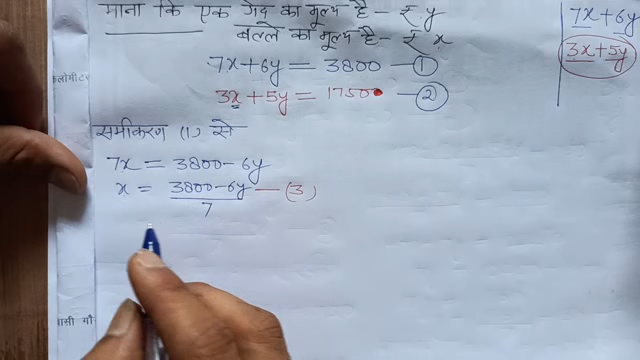 माना कि एक गेंद का मूल्य है- ₹ y
बल्ले का मूल्य है- ₹ x
7x+6y = 3800 —①
3x+5y = 1750 —②
समीकरण (1) से
7x = 3800-6y
x = 3800-6y —(3)
7
7x+6y
3x+5y